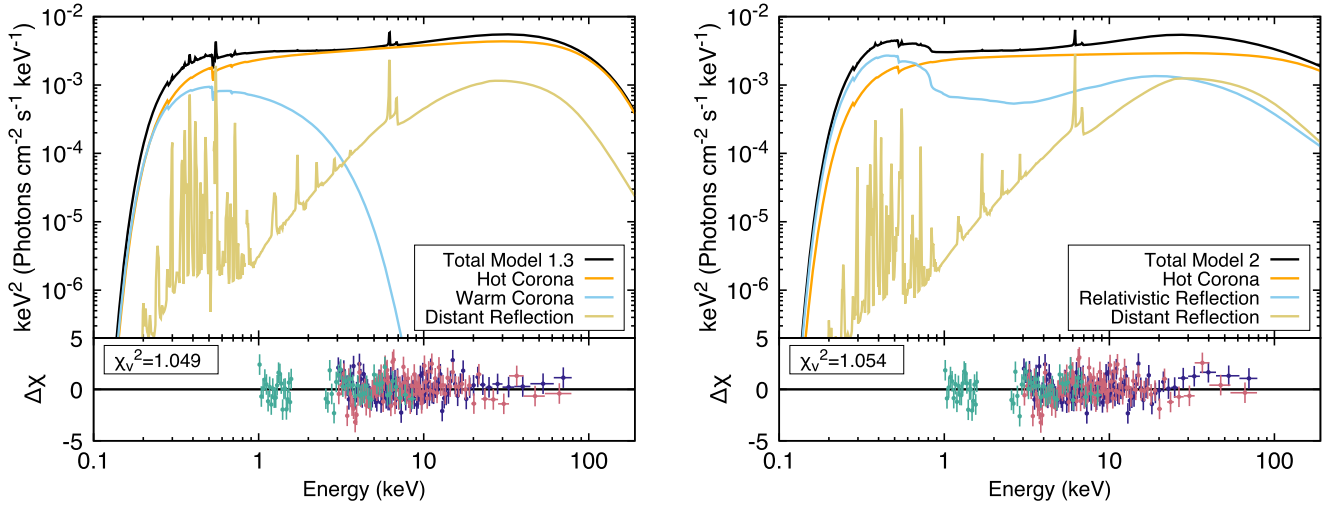 keV² (Photons cm⁻² s⁻¹ keV⁻¹)
10⁻²
10⁻³
10⁻⁴
10⁻⁵
10⁻⁶
Total Model 1.3
Hot Corona
Warm Corona
Distant Reflection
Δχ
5
0
-5
χᵥ²=1.049
0.1 1 10 100
Energy (keV)
keV² (Photons cm⁻² s⁻¹ keV⁻¹)
10⁻²
10⁻³
10⁻⁴
10⁻⁵
10⁻⁶
Total Model 2
Hot Corona
Relativistic Reflection
Distant Reflection
Δχ
5
0
-5
χᵥ²=1.054
0.1 1 10 100
Energy (keV)